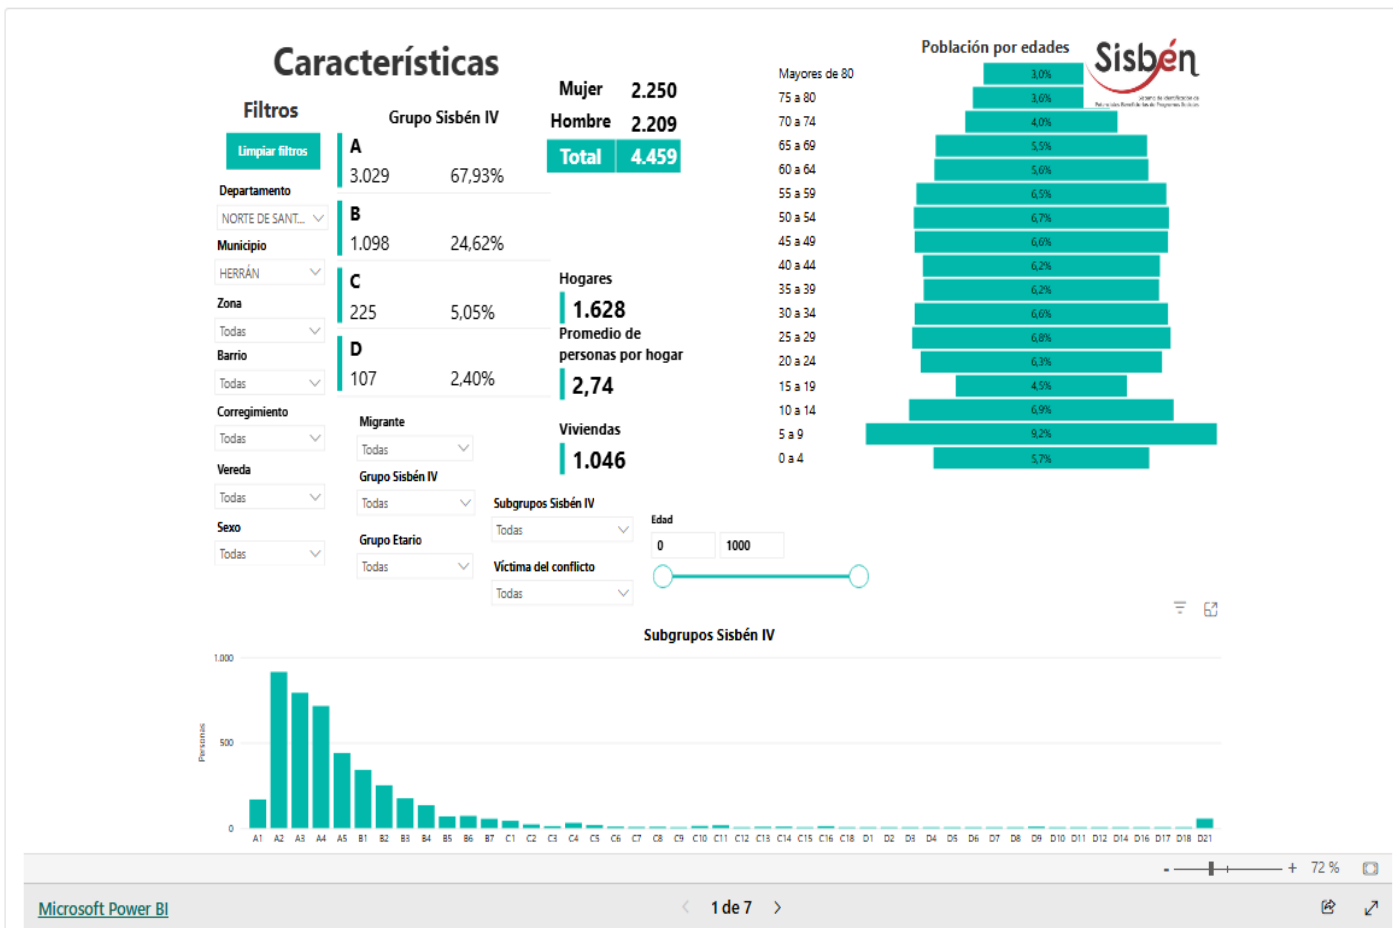 Características
Filtros
Limpiar filtros
Departamento
NORTE DE SANT...
Municipio
HERRÁN
Zona
Todas
Barrio
Todas
Corregimiento
Todas
Vereda
Todas
Sexo
Todas
Grupo Sisbén IV
A
3.029 67,93%
B
1.098 24,62%
C
225 5,05%
D
107 2,40%
Migrante
Todas
Grupo Sisbén IV
Todas
Grupo Etario
Todas
Mujer 2.250
Hombre 2.209
Total 4.459
Hogares
1.628
Promedio de
personas por hogar
2,74
Viviendas
1.046
Subgrupos Sisbén IV
Todas
Víctima del conflicto
Todas
Edad
0 1000
Población por edades
Sisbén
Sistema de Identificación de
Potenciales Beneficiarios de Programas Sociales
Mayores de 80 3,0%
75 a 80 3,6%
70 a 74 4,0%
65 a 69 5,5%
60 a 64 5,6%
55 a 59 6,5%
50 a 54 6,7%
45 a 49 6,6%
40 a 44 6,2%
35 a 39 6,2%
30 a 34 6,6%
25 a 29 6,8%
20 a 24 6,3%
15 a 19 4,5%
10 a 14 6,9%
5 a 9 9,2%
0 a 4 5,7%
Subgrupos Sisbén IV
Personas
1.000
500
0
A1 A2 A3 A4 A5 B1 B2 B3 B4 B5 B6 B7 C1 C2 C3 C4 C5 C6 C7 C8 C9 C10 C11 C12 C13 C14 C15 C16 C18 D1 D2 D3 D4 D5 D6 D7 D8 D9 D10 D11 D12 D14 D16 D17 D18 D21
- + 72 %
Microsoft Power BI
1 de 7